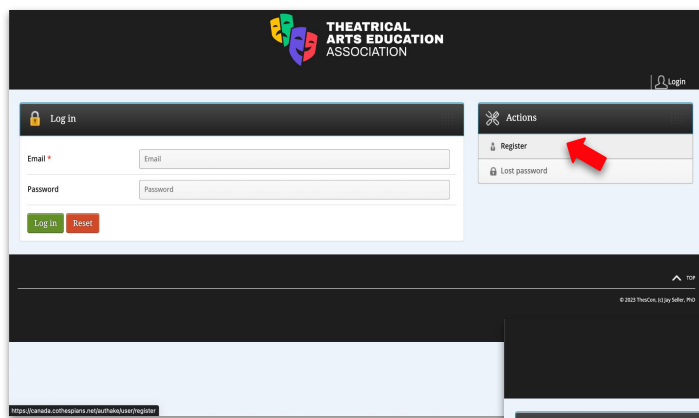 THEATRICAL
ARTS EDUCATION
ASSOCIATION
Login
Log in
Actions
Register
Email *
Email
Lost password
Password
Password
Log in Reset
TOP
© 2023 ThesCon, (c) Jay Seller, PhD
https://canada.cothespians.net/authake/user/register